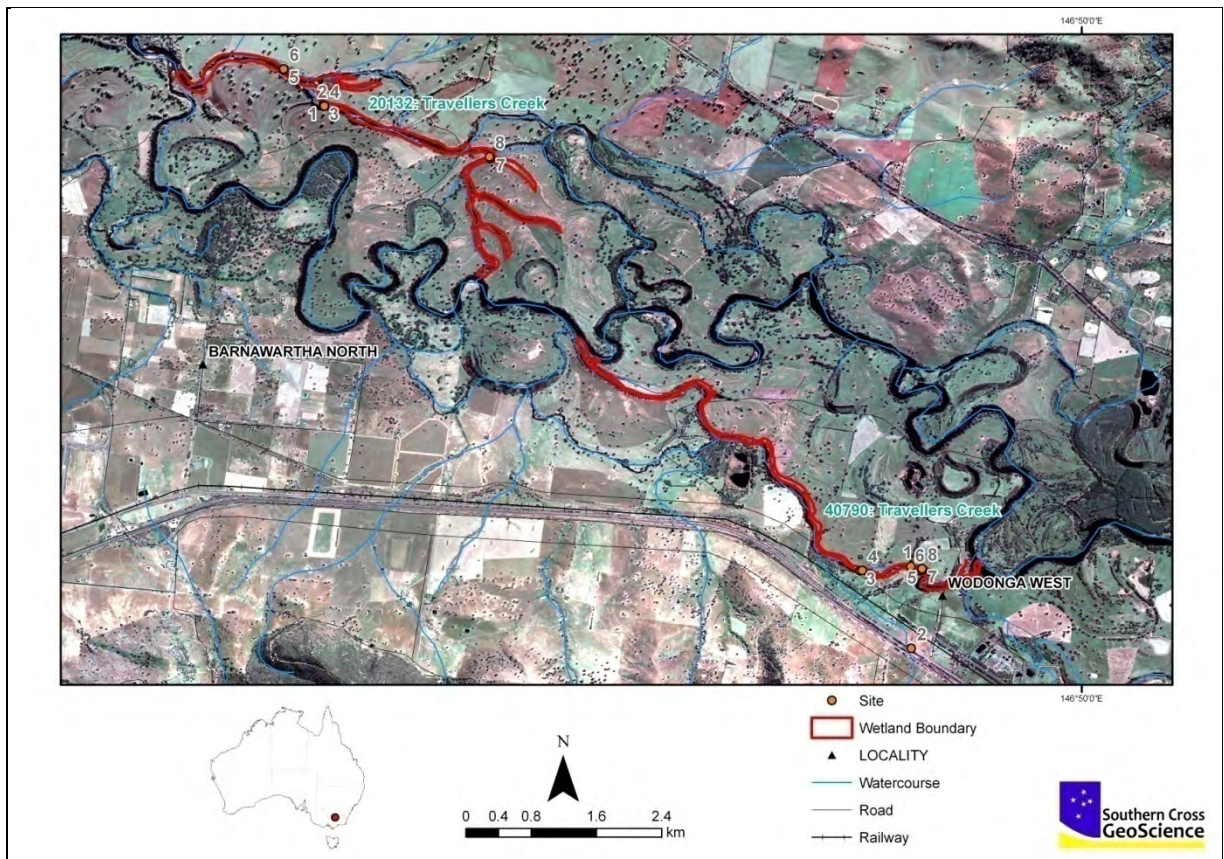 146°50'0"E
6
5
2 4
20132: Travellers Creek
1 3
8
7
BARNAWARTHA NORTH
40790: Travellers Creek
4
3
1 6 8
5 7
WODONGA WEST
2
146°50'0"E
Site
Wetland Boundary
LOCALITY
Watercourse
Road
Railway
N
0 0.4 0.8 1.6 2.4
km
Southern Cross
GeoScience